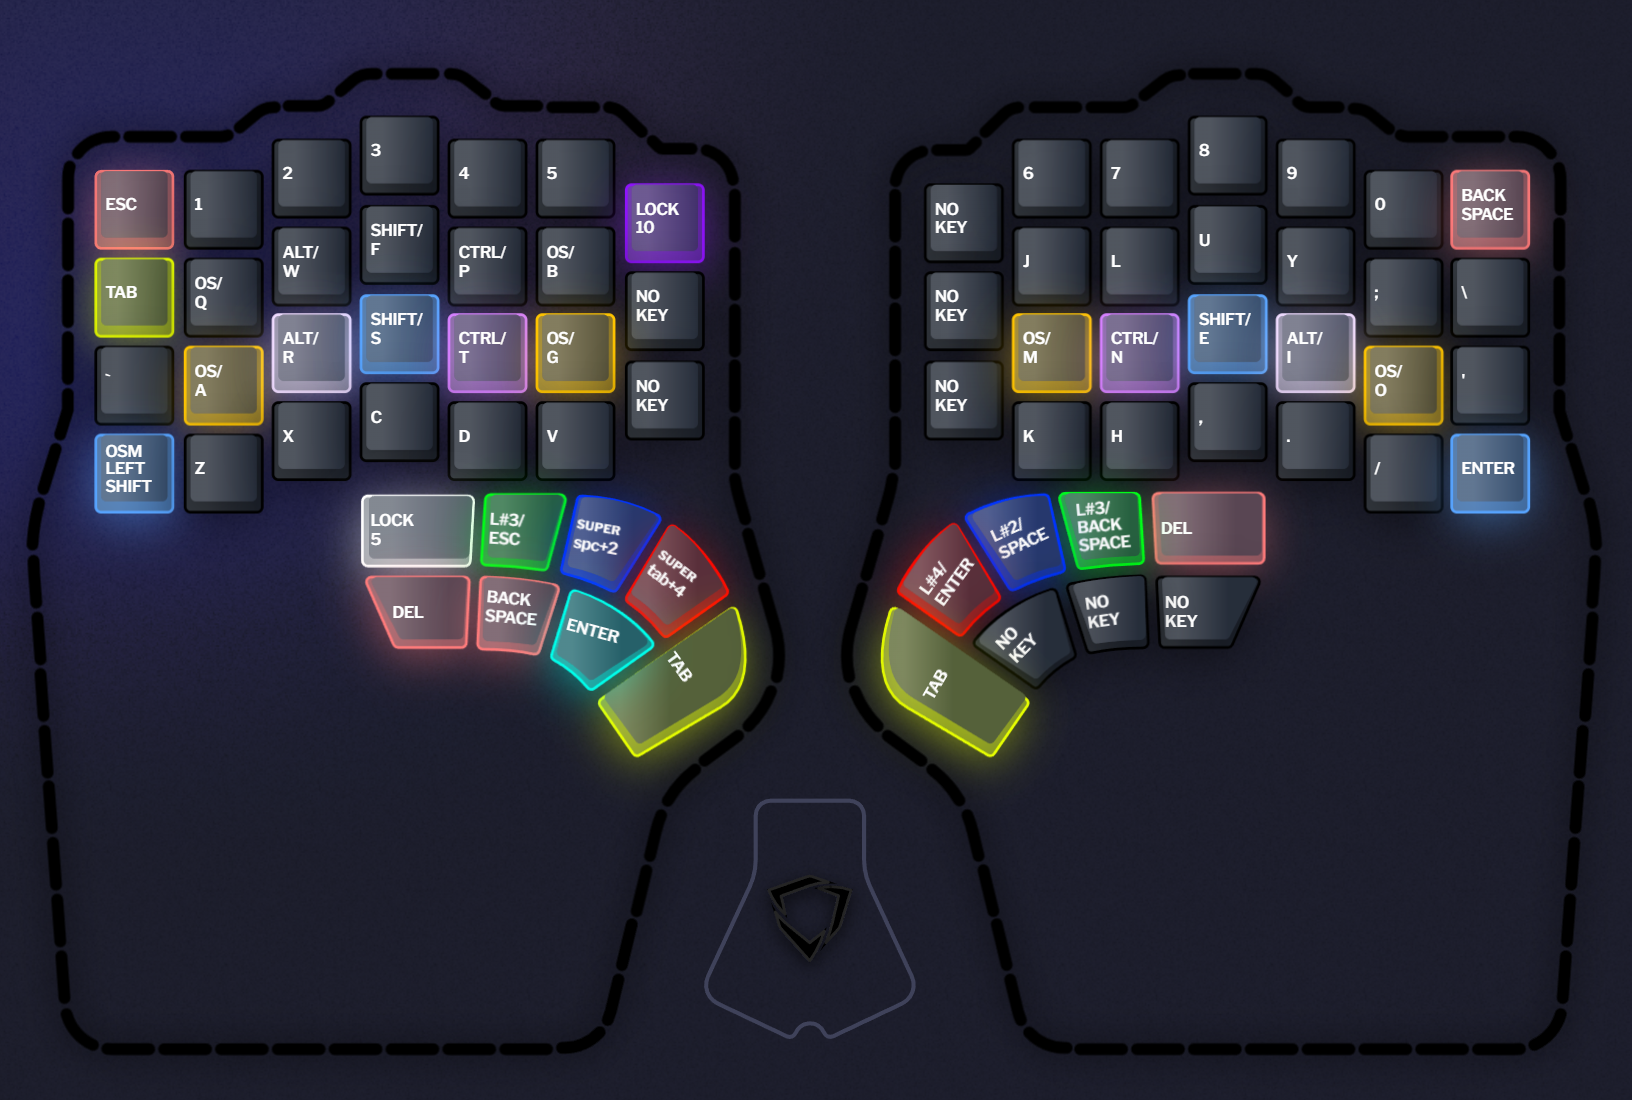 ESC
1
2
3
4
5
LOCK
10
TAB
OS/
Q
ALT/
W
SHIFT/
F
CTRL/
P
OS/
B
NO
KEY
`
OS/
A
ALT/
R
SHIFT/
S
CTRL/
T
OS/
G
NO
KEY
OSM
LEFT
SHIFT
Z
X
C
D
V
LOCK
5
L#3/
ESC
SUPER
spc+2
SUPER
tab+4
DEL
BACK
SPACE
ENTER
TAB
NO
KEY
6
7
8
9
0
BACK
SPACE
NO
KEY
J
L
U
Y
;
\
NO
KEY
OS/
M
CTRL/
N
SHIFT/
E
ALT/
I
OS/
O
'
K
H
,
.
/
ENTER
L#4/
ENTER
L#2/
SPACE
L#3/
BACK
SPACE
DEL
TAB
NO
KEY
NO
KEY
NO
KEY